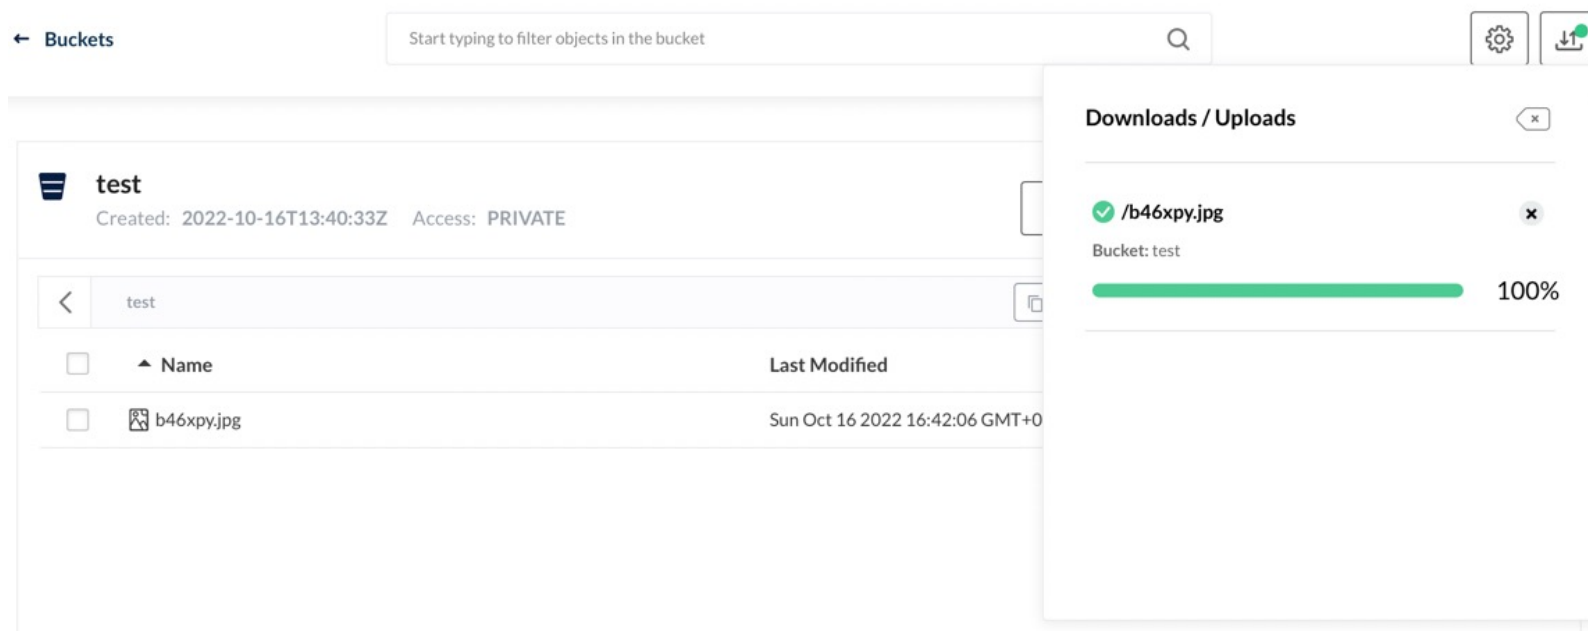 ← Buckets
Start typing to filter objects in the bucket
Downloads / Uploads
test
Created: 2022-10-16T13:40:33Z Access: PRIVATE
/b46xpy.jpg
Bucket: test
100%
test
Name Last Modified
b46xpy.jpg Sun Oct 16 2022 16:42:06 GMT+0